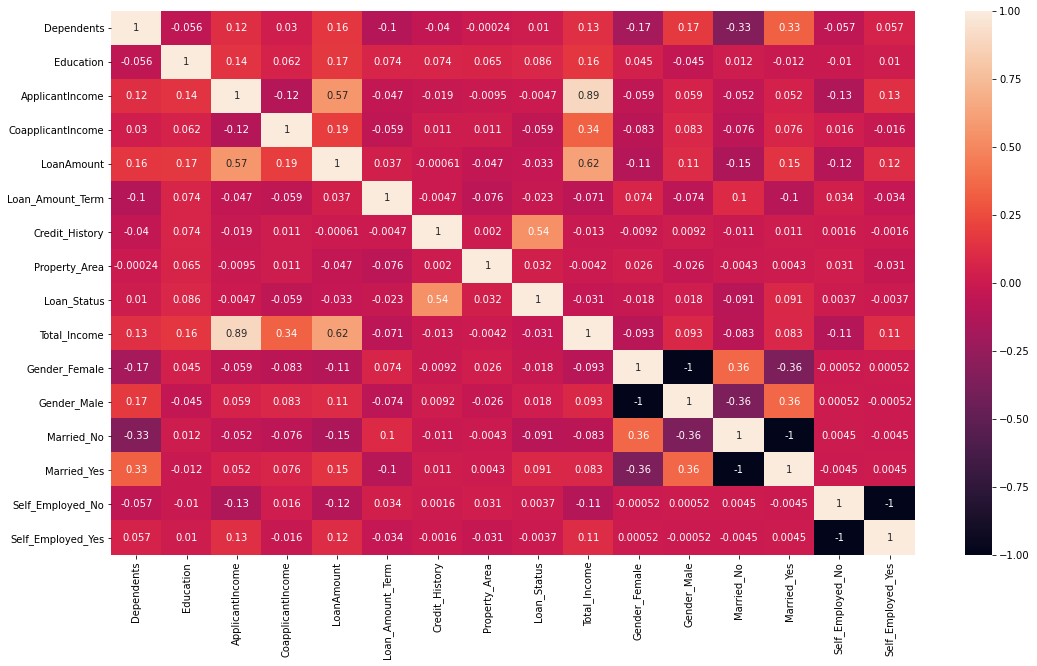 Dependents 1 -0.056 0.12 0.03 0.16 -0.1 -0.04 -0.00024 0.01 0.13 -0.17 0.17 -0.33 0.33 -0.057 0.057
Education -0.056 1 0.14 0.062 0.17 0.074 0.074 0.065 0.086 0.16 0.045 -0.045 0.012 -0.012 -0.01 0.01
ApplicantIncome 0.12 0.14 1 -0.12 0.57 -0.047 -0.019 -0.0095 -0.0047 0.89 -0.059 0.059 -0.052 0.052 -0.13 0.13
CoapplicantIncome 0.03 0.062 -0.12 1 0.19 -0.059 0.011 0.011 -0.059 0.34 -0.083 0.083 -0.076 0.076 0.016 -0.016
LoanAmount 0.16 0.17 0.57 0.19 1 0.037 -0.00061 -0.047 -0.033 0.62 -0.11 0.11 -0.15 0.15 -0.12 0.12
Loan_Amount_Term -0.1 0.074 -0.047 -0.059 0.037 1 -0.0047 -0.076 -0.023 -0.071 0.074 -0.074 0.1 -0.1 0.034 -0.034
Credit_History -0.04 0.074 -0.019 0.011 -0.00061 -0.0047 1 0.002 0.54 -0.013 -0.0092 0.0092 -0.011 0.011 0.0016 -0.0016
Property_Area -0.00024 0.065 -0.0095 0.011 -0.047 -0.076 0.002 1 0.032 -0.0042 0.026 -0.026 -0.0043 0.0043 0.031 -0.031
Loan_Status 0.01 0.086 -0.0047 -0.059 -0.033 -0.023 0.54 0.032 1 -0.031 -0.018 0.018 -0.091 0.091 0.0037 -0.0037
Total_Income 0.13 0.16 0.89 0.34 0.62 -0.071 -0.013 -0.0042 -0.031 1 -0.093 0.093 -0.083 0.083 -0.11 0.11
Gender_Female -0.17 0.045 -0.059 -0.083 -0.11 0.074 -0.0092 0.026 -0.018 -0.093 1 -1 0.36 -0.36 -0.00052 0.00052
Gender_Male 0.17 -0.045 0.059 0.083 0.11 -0.074 0.0092 -0.026 0.018 0.093 -1 1 -0.36 0.36 0.00052 -0.00052
Married_No -0.33 0.012 -0.052 -0.076 -0.15 0.1 -0.011 -0.0043 -0.091 -0.083 0.36 -0.36 1 -1 0.0045 -0.0045
Married_Yes 0.33 -0.012 0.052 0.076 0.15 -0.1 0.011 0.0043 0.091 0.083 -0.36 0.36 -1 1 -0.0045 0.0045
Self_Employed_No -0.057 -0.01 -0.13 0.016 -0.12 0.034 0.0016 0.031 0.0037 -0.11 -0.00052 0.00052 0.0045 -0.0045 1 -1
Self_Employed_Yes 0.057 0.01 0.13 -0.016 0.12 -0.034 -0.0016 -0.031 -0.0037 0.11 0.00052 -0.00052 -0.0045 0.0045 -1 1
Dependents
Education
ApplicantIncome
CoapplicantIncome
LoanAmount
Loan_Amount_Term
Credit_History
Property_Area
Loan_Status
Total_Income
Gender_Female
Gender_Male
Married_No
Married_Yes
Self_Employed_No
Self_Employed_Yes
1.00
0.75
0.50
0.25
0.00
−0.25
−0.50
−0.75
−1.00